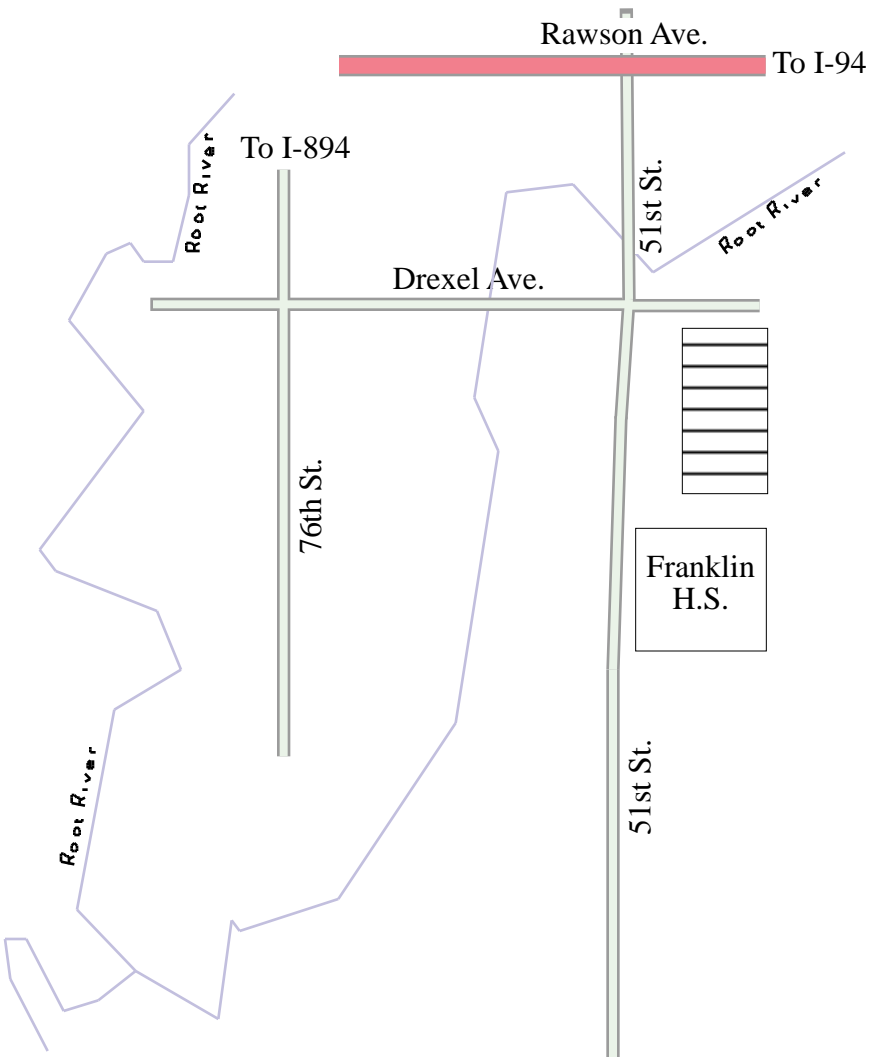 Rawson Ave.
To I-94
Root River
To I-894
51st St.
Root River
Drexel Ave.
76th St.
Franklin
H.S.
Root River
51st St.